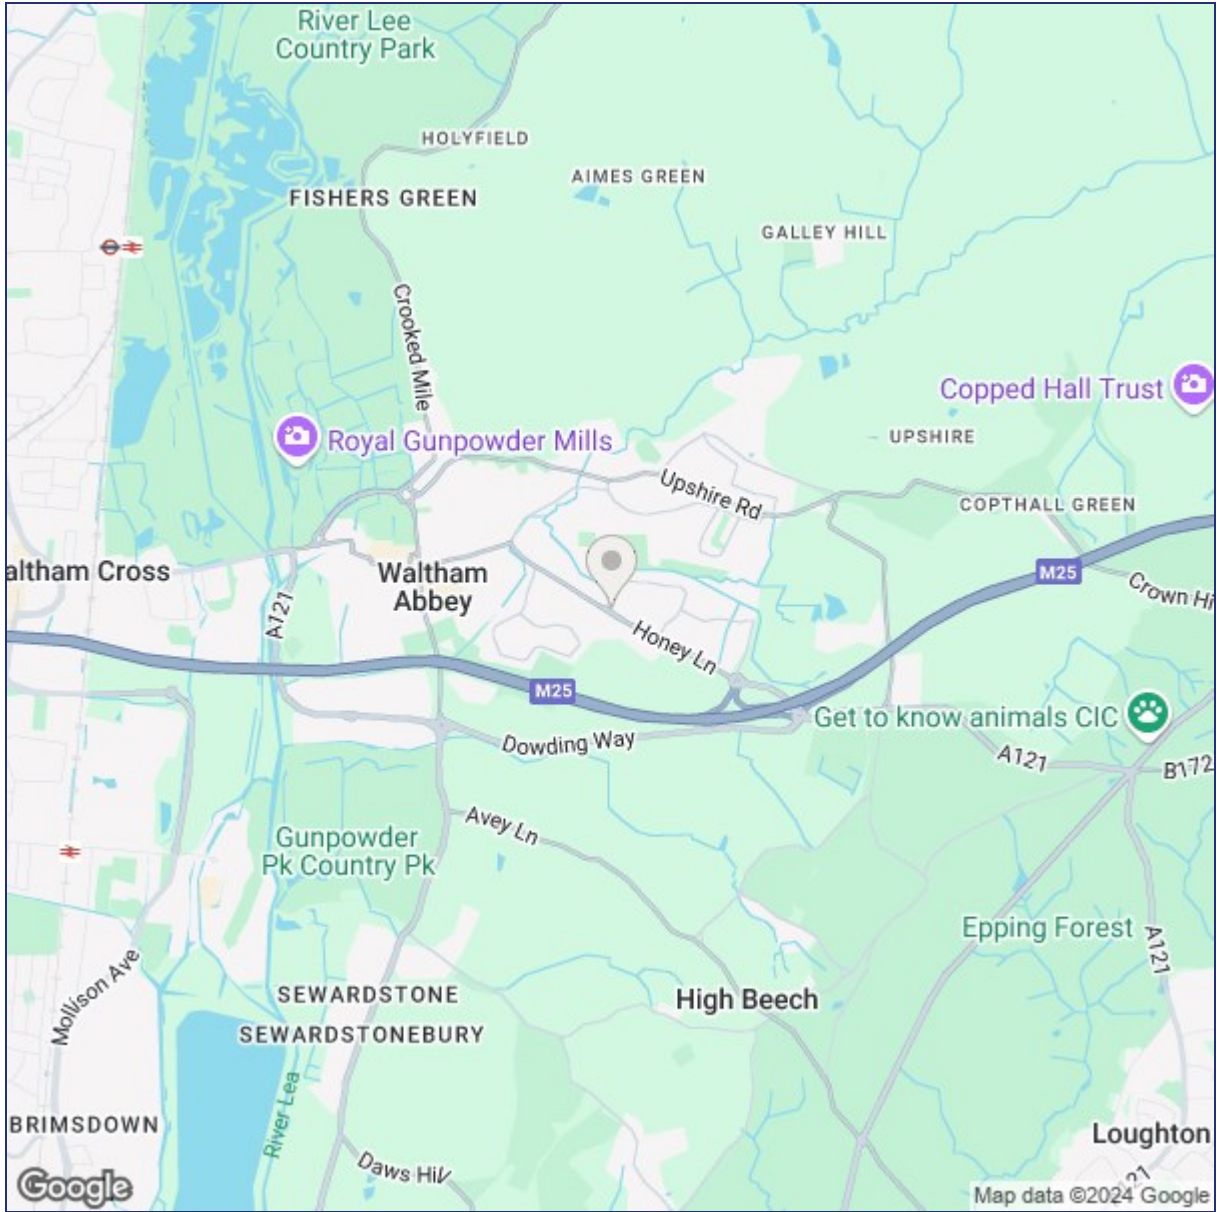 River Lee
Country Park
HOLYFIELD
AIMES GREEN
FISHERS GREEN
GALLEY HILL
Crooked Mile
Copped Hall Trust
Royal Gunpowder Mills
UPSHIRE
Upshire Rd
COPTHALL GREEN
altham Cross
Waltham
Abbey
M25
Crown Hi
A121
Honey Ln
M25
Get to know animals CIC
Dowding Way
A121
B172
Avey Ln
Gunpowder
Pk Country Pk
Epping Forest
A121
Mollison Ave
SEWARDSTONE
High Beech
SEWARDSTONEBURY
River Lea
BRIMSDOWN
Loughton
Daws Hil
Google
Map data ©2024 Google